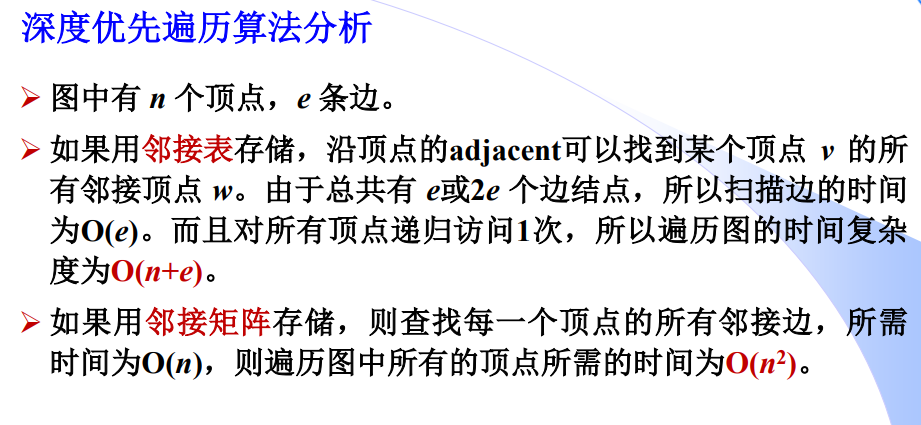 深度优先遍历算法分析
➢ 图中有 n 个顶点，e 条边。
➢ 如果用邻接表存储，沿顶点的adjacent可以找到某个顶点 v 的所
有邻接顶点 w。由于总共有 e或2e 个边结点，所以扫描边的时间
为O(e)。而且对所有顶点递归访问1次，所以遍历图的时间复杂
度为O(n+e)。
➢ 如果用邻接矩阵存储，则查找每一个顶点的所有邻接边，所需
时间为O(n)，则遍历图中所有的顶点所需的时间为O(n²)。